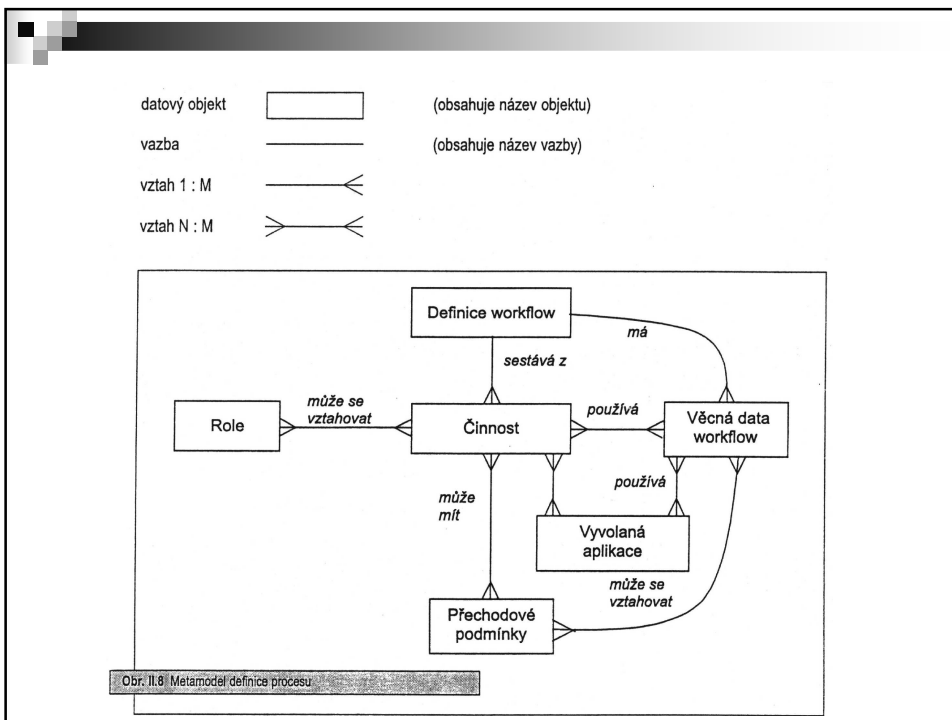 datový objekt
(obsahuje název objektu)
vazba
(obsahuje název vazby)
vztah 1 : M
vztah N : M
Definice workflow
má
sestává z
může se
vztahovat
Role
Činnost
používá
Věcná data
workflow
může
mít
používá
Vyvolaná
aplikace
může se
vztahovat
Přechodové
podmínky
Obr. II.8 Metamodel definice procesu